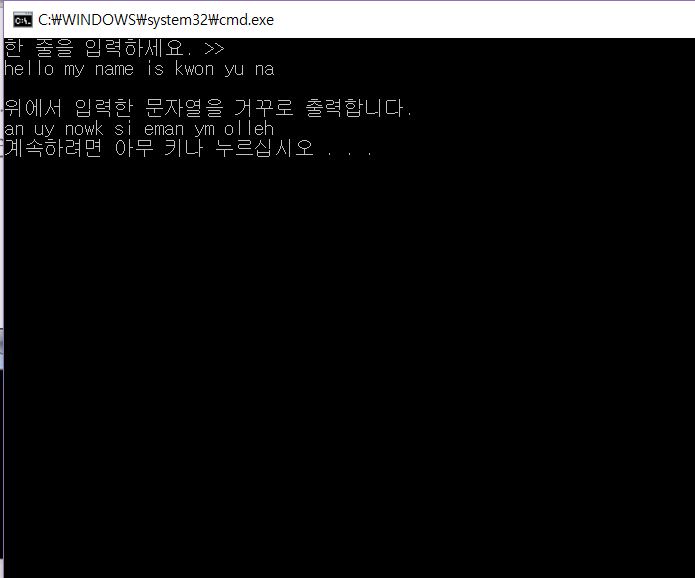 C:₩WINDOWS₩system32₩cmd.exe
한 줄을 입력하세요. >>
hello my name is kwon yu na
위에서 입력한 문자열을 거꾸로 출력합니다.
an uy nowk si eman ym olleh
계속하려면 아무 키나 누르십시오 . . .